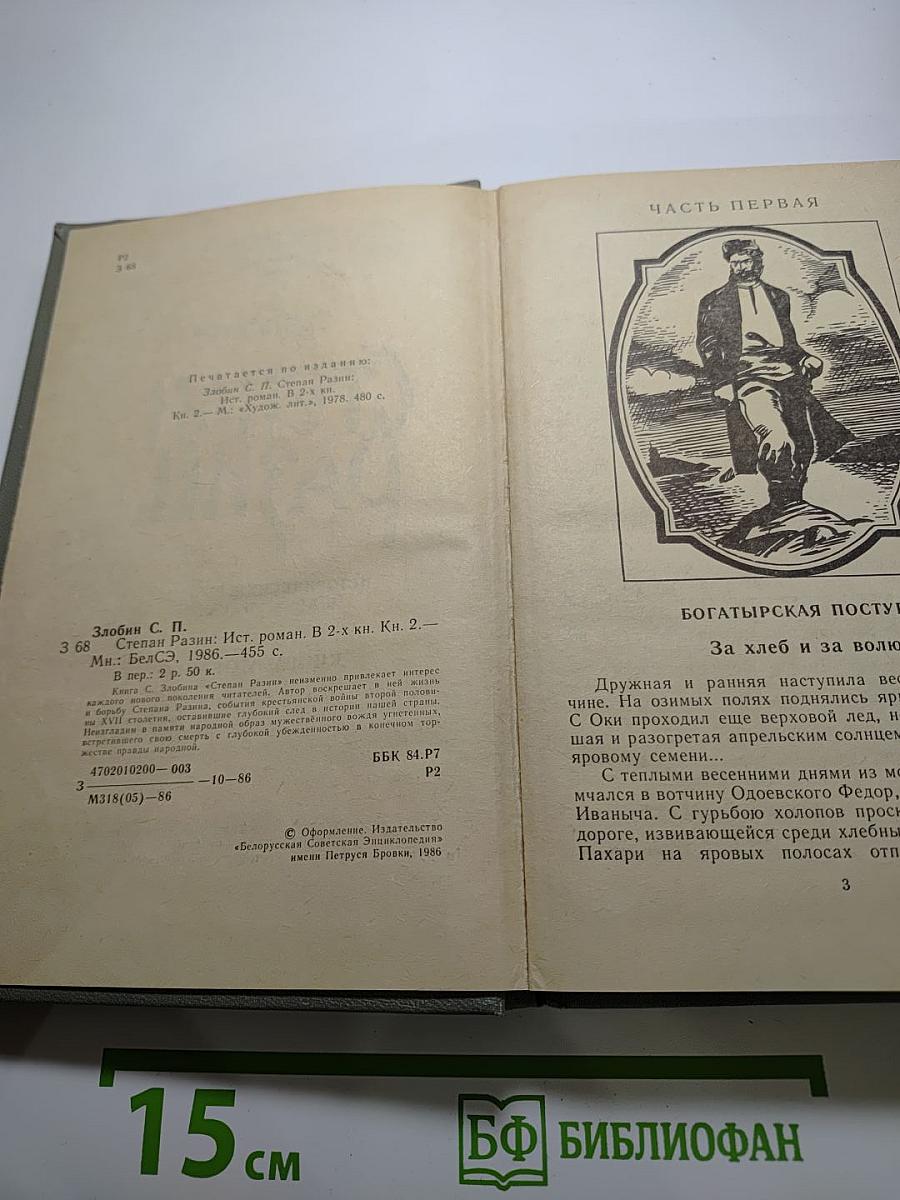 Р2
З 68
Печатается по изданию:
Злобин С. П. Степан Разин:
Ист. роман. В 2-х кн.
Кн. 2.— М.: «Худож. лит.», 1978. 480 с.
Злобин С. П.
З 68 Степан Разин: Ист. роман. В 2-х кн. Кн. 2.—
Мн.: БелСЭ, 1986.—455 с.
В пер.: 2 р. 50 к.
Книга С. Злобина «Степан Разин» неизменно привлекает интерес
каждого нового поколения читателей. Автор воскрешает в ней жизнь
и борьбу Степана Разина, события крестьянской войны второй полови-
ны XVII столетия, оставившие глубокий след в истории нашей страны.
Неизгладим в памяти народной образ мужественного вождя угнетенных,
встретившего свою смерть с глубокой убежденностью в конечном тор-
жестве правды народной.
4702010200—003
З——10—86
М318(05)—86
ББК 84.Р7
Р2
© Оформление. Издательство
«Белорусская Советская Энциклопедия»
имени Петруся Бровки, 1986
ЧАСТЬ ПЕРВАЯ
БОГАТЫРСКАЯ ПОСТУ
За хлеб и за волю
Дружная и ранняя наступила вес
чине. На озимых полях поднялись яр
С Оки проходил еще верховой лед, н
шая и разогретая апрельским солнцем
яровому семени...
С теплыми весенними днями из мо
мчался в вотчину Одоевского Федор,
Иваныча. С гурьбою холопов проск
дороге, извивающейся среди хлебны
Пахари на яровых полосах отп
3
15 см
БФ БИБЛИОФАН